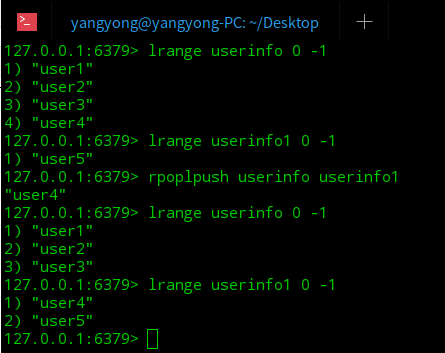 yangyong@yangyong-PC: ~/Desktop
127.0.0.1:6379> lrange userinfo 0 -1
1) "user1"
2) "user2"
3) "user3"
4) "user4"
127.0.0.1:6379> lrange userinfo1 0 -1
1) "user5"
127.0.0.1:6379> rpoplpush userinfo userinfo1
"user4"
127.0.0.1:6379> lrange userinfo 0 -1
1) "user1"
2) "user2"
3) "user3"
127.0.0.1:6379> lrange userinfo1 0 -1
1) "user4"
2) "user5"
127.0.0.1:6379>